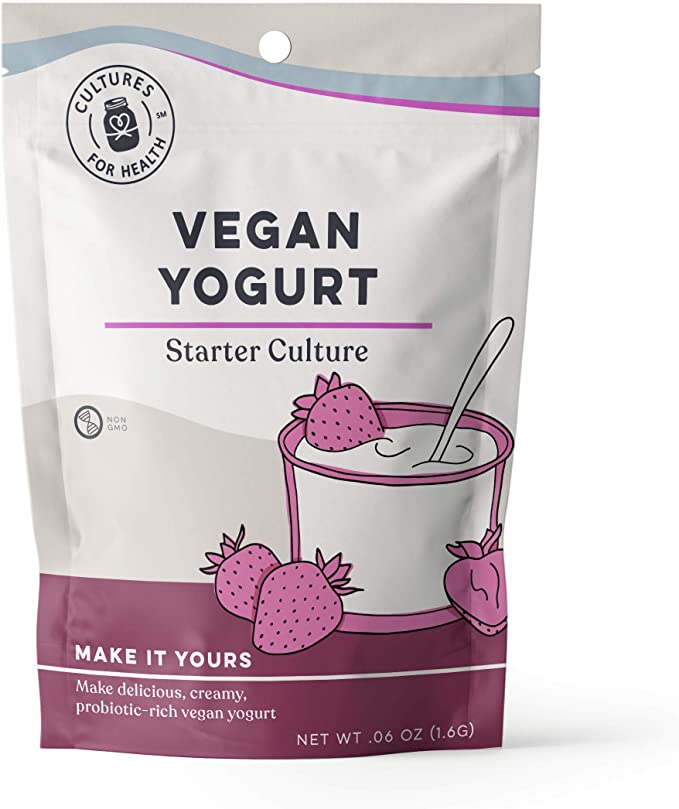 CULTURES
FOR HEALTH
SM
VEGAN
YOGURT
Starter Culture
NON
GMO
MAKE IT YOURS
Make delicious, creamy,
probiotic-rich vegan yogurt
NET WT .06 OZ (1.6G)